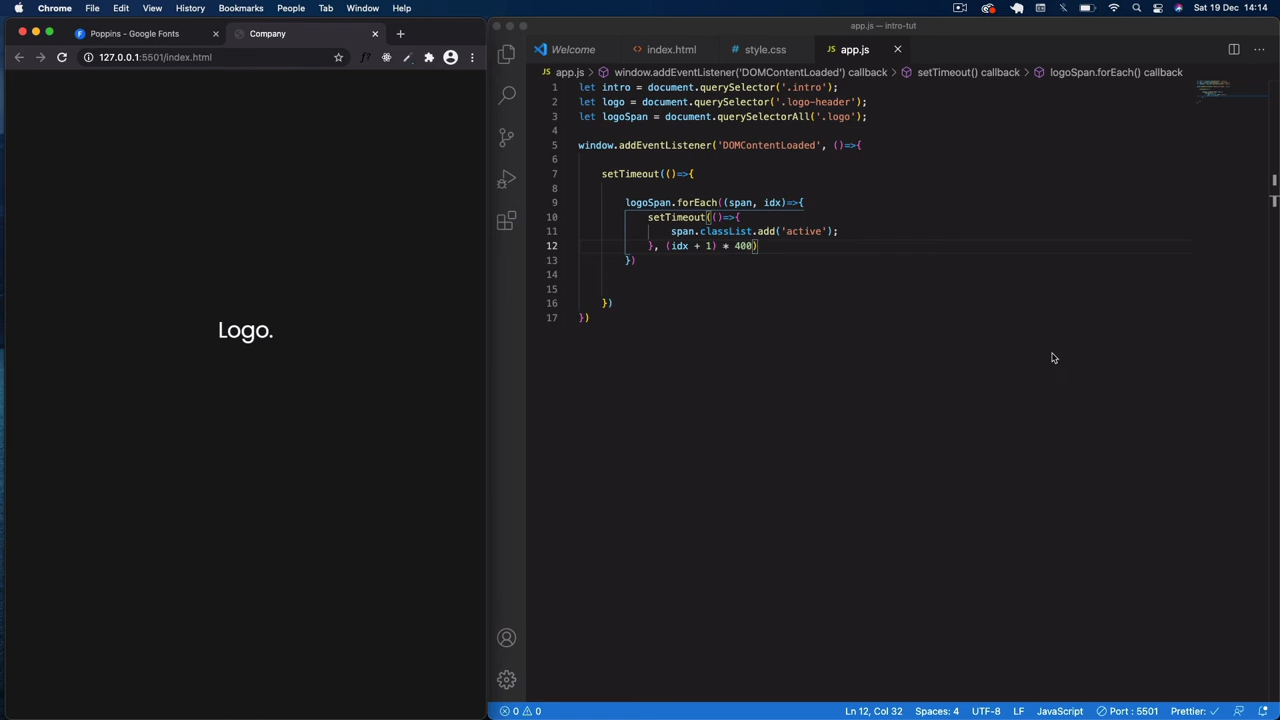 Chrome File Edit View History Bookmarks People Tab Window Help Sat 19 Dec 14:14
Poppins - Google Fonts Company
127.0.0.1:5501/index.html
Logo.
app.js — intro-tut
Welcome index.html style.css app.js
app.js > window.addEventListener('DOMContentLoaded') callback > setTimeout() callback > logoSpan.forEach() callback
1 let intro = document.querySelector('.intro');
2 let logo = document.querySelector('.logo-header');
3 let logoSpan = document.querySelectorAll('.logo');
4
5 window.addEventListener('DOMContentLoaded', ()=>{
6
7 setTimeout(()=>{
8
9 logoSpan.forEach((span, idx)=>{
10 setTimeout(()=>{
11 span.classList.add('active');
12 }, (idx + 1) * 400)
13 })
14
15
16 })
17 })
0 0 Ln 12, Col 32 Spaces: 4 UTF-8 LF JavaScript Port : 5501 Prettier: ✓